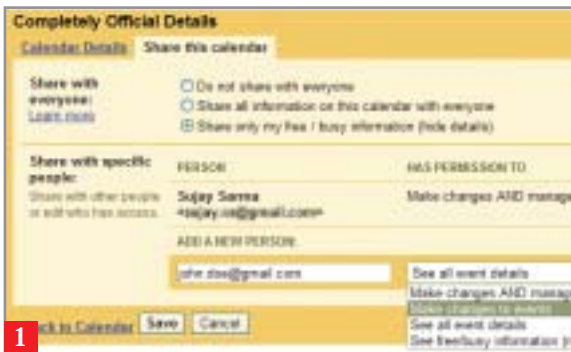 Completely Official Details
Calendar Details Share this calendar
Share with everyone:
Learn more
Do not share with everyone
Share all information on this calendar with everyone
Share only my free / busy information (hide details)
Share with specific people:
Share with other people or edit who has access
PERSON HAS PERMISSION TO
Sujay Sarma Make changes AND manage
ADD A NEW PERSON:
john.doe@gmail.com See all event details
Make changes AND manag
Make changes to events
See all event details
See free/busy information
ck to Calendar Save Cancel
1